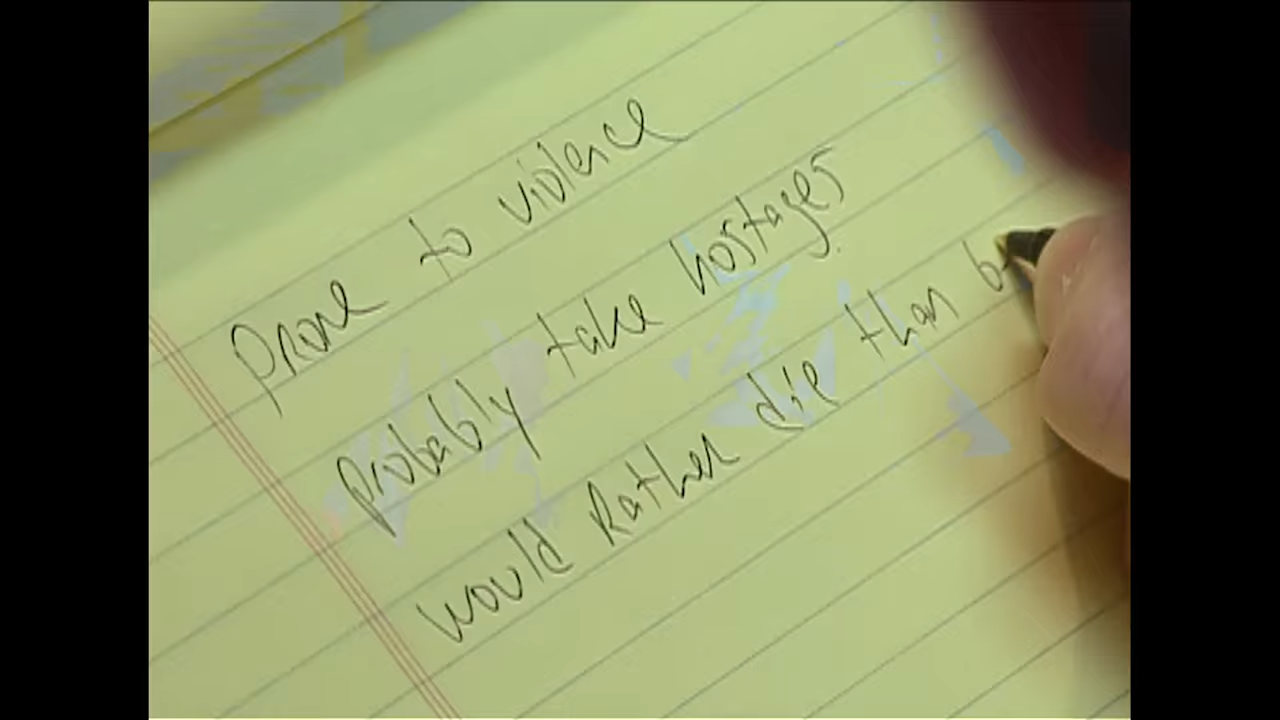 Prone to violence
probably take hostages
would Rather die than b